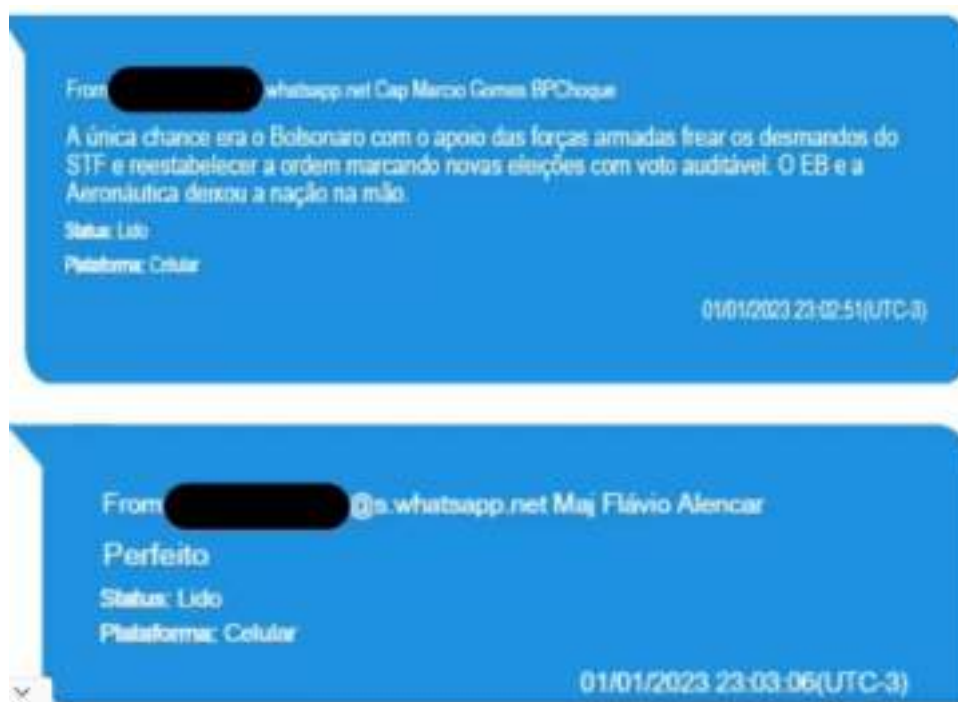 From whatsapp.net Cap Marcio Gomes BPChoque
A única chance era o Bolsonaro com o apoio das forças armadas frear os desmandos do
STF e reestabelecer a ordem marcando novas eleições com voto auditável. O EB e a
Aeronáutica deixou a nação na mão.
Status: Lido
Plataforma: Celular
01/01/2023 23:02:51(UTC-3)
From @s.whatsapp.net Maj Flávio Alencar
Perfeito
Status: Lido
Plataforma: Celular
01/01/2023 23:03:06(UTC-3)